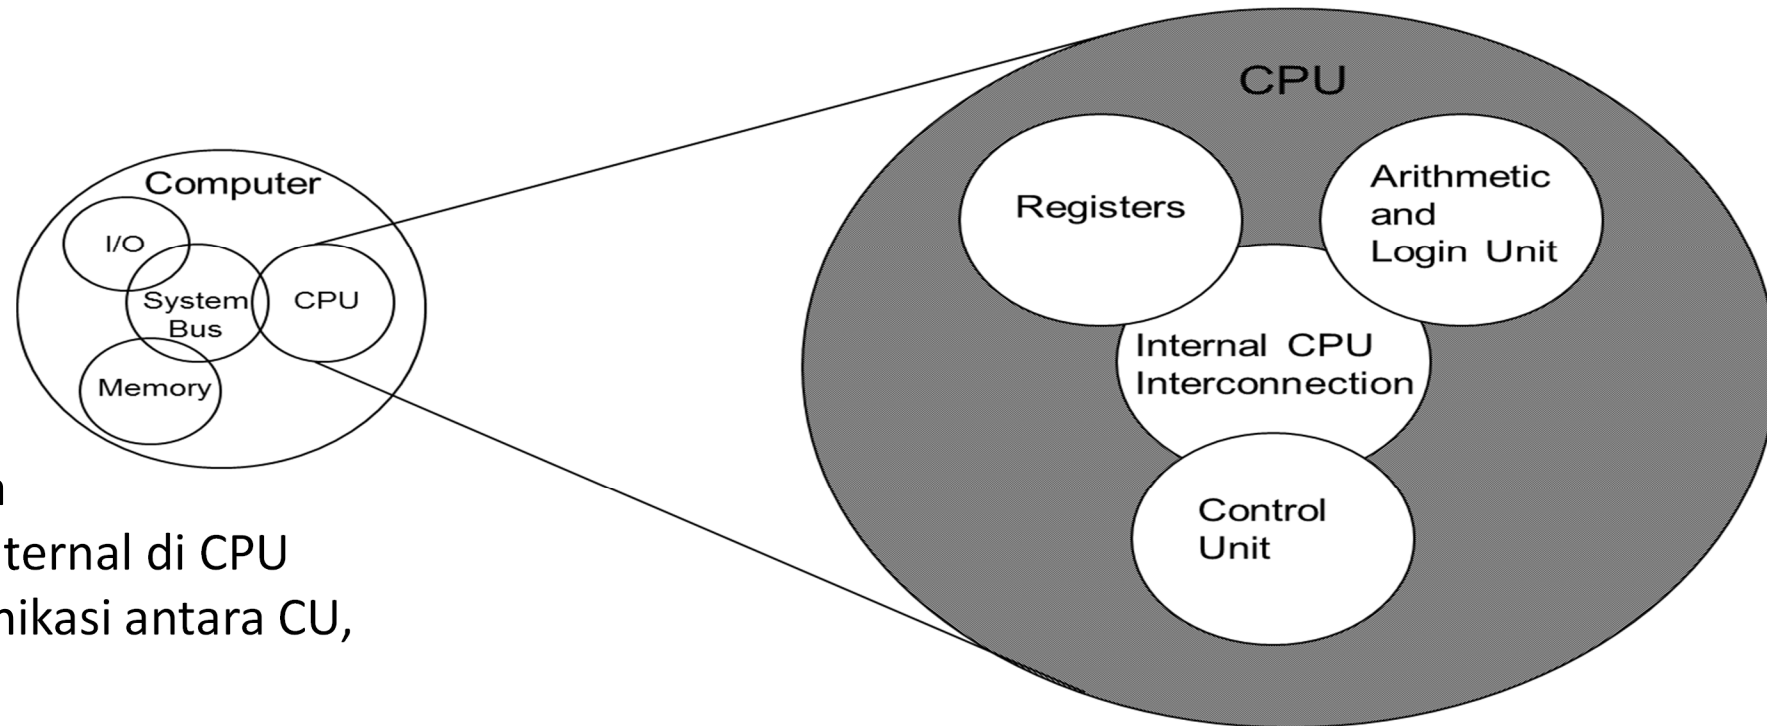 Computer
I/O
System
Bus
CPU
Memory
CPU
Registers
Arithmetic
and
Login Unit
Internal CPU
Interconnection
Control
Unit
ternal di CPU
nikasi antara CU,